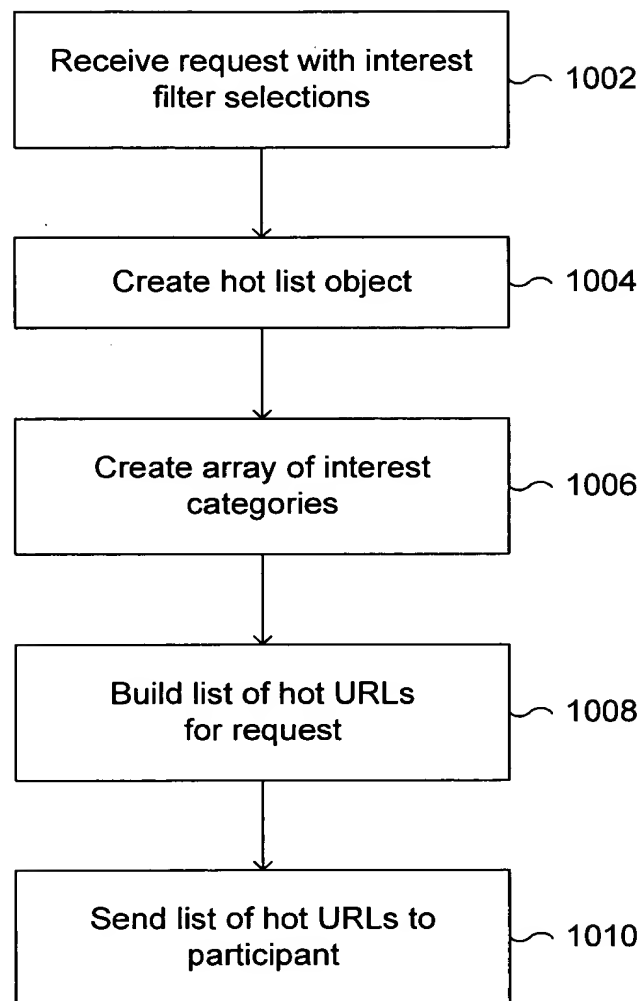 Receive request with interest
filter selections
1002
Create hot list object
1004
Create array of interest
categories
1006
Build list of hot URLs
for request
1008
Send list of hot URLs to
participant
1010